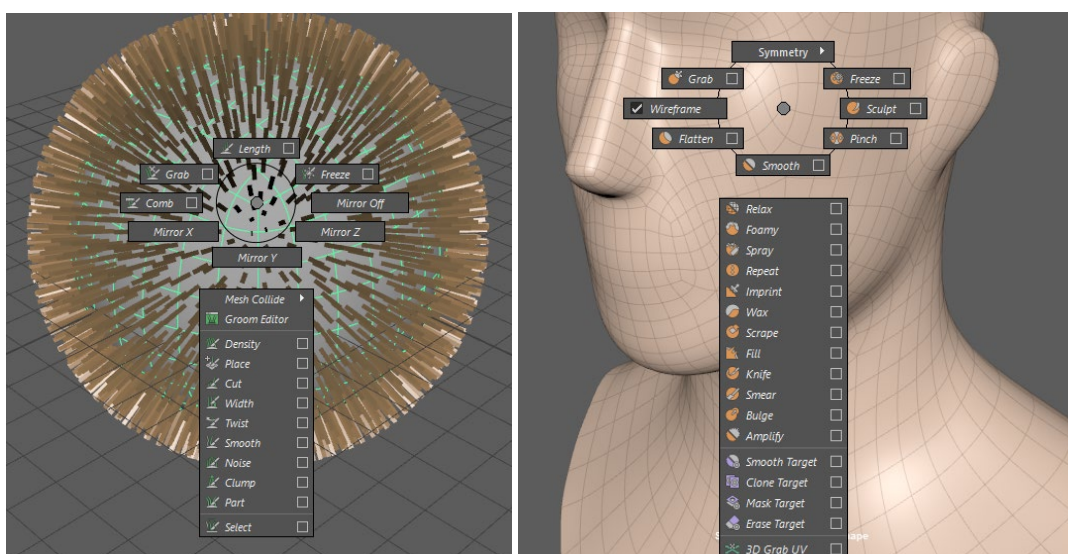 Length
Grab
Freeze
Comb
Mirror Off
Mirror X
Mirror Z
Mirror Y
Mesh Collide
Groom Editor
Density
Place
Cut
Width
Twist
Smooth
Noise
Clump
Part
Select
Symmetry
Grab
Freeze
Wireframe
Sculpt
Flatten
Pinch
Smooth
Relax
Foamy
Spray
Repeat
Imprint
Wax
Scrape
Fill
Knife
Smear
Bulge
Amplify
Smooth Target
Clone Target
Mask Target
Erase Target
3D Grab UV